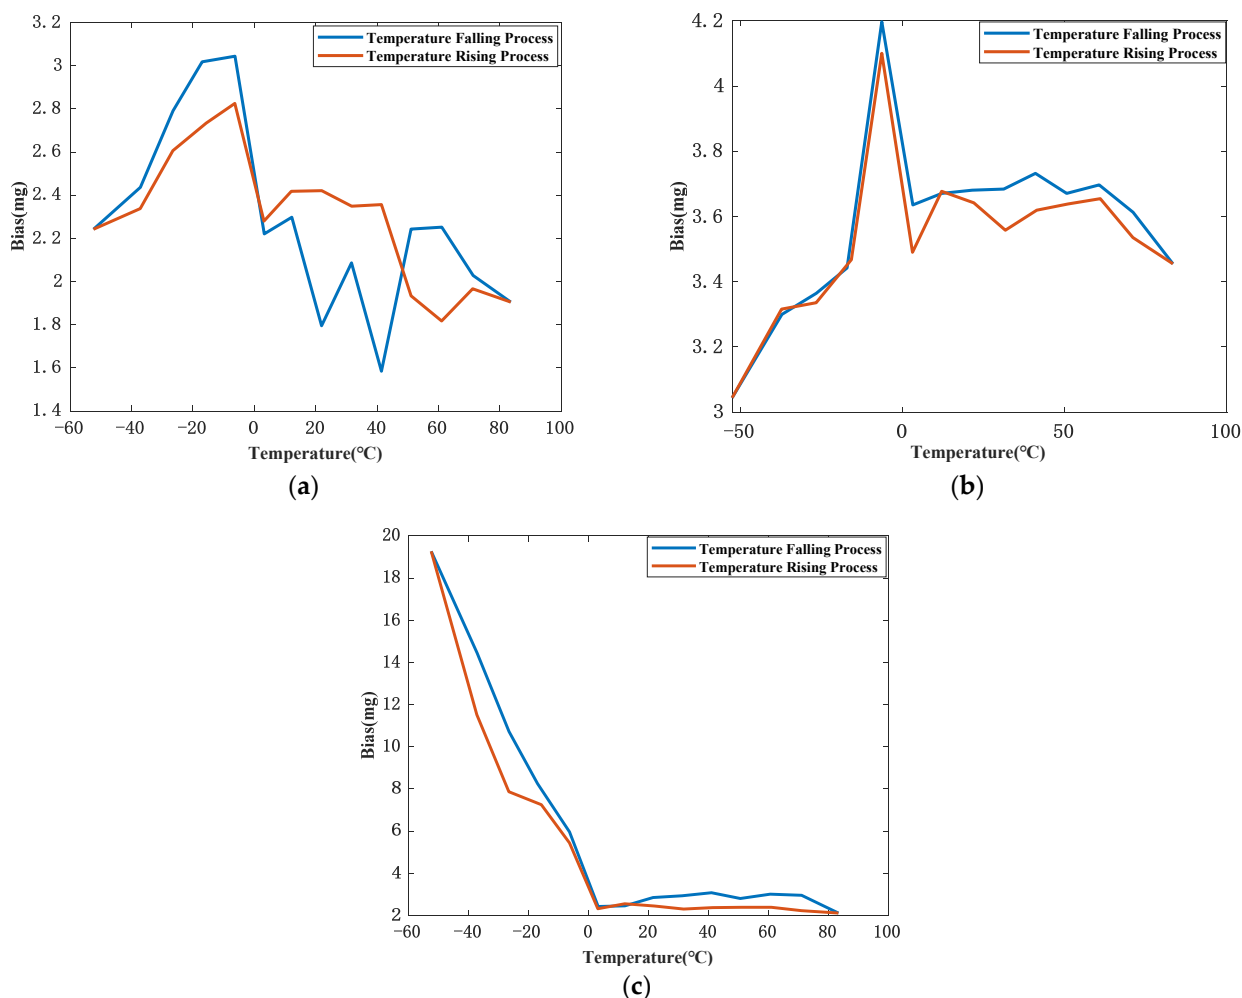 3.2
3
2.8
2.6
2.4
2.2
2
1.8
1.6
1.4
Bias(mg)
Temperature Falling Process
Temperature Rising Process
−60 −40 −20 0 20 40 60 80 100
Temperature(°C)
(a)
4.2
4
3.8
3.6
3.4
3.2
3
Bias(mg)
Temperature Falling Process
Temperature Rising Process
−50 0 50 100
Temperature(°C)
(b)
20
18
16
14
12
10
8
6
4
2
Bias(mg)
Temperature Falling Process
Temperature Rising Process
−60 −40 −20 0 20 40 60 80 100
Temperature(°C)
(c)